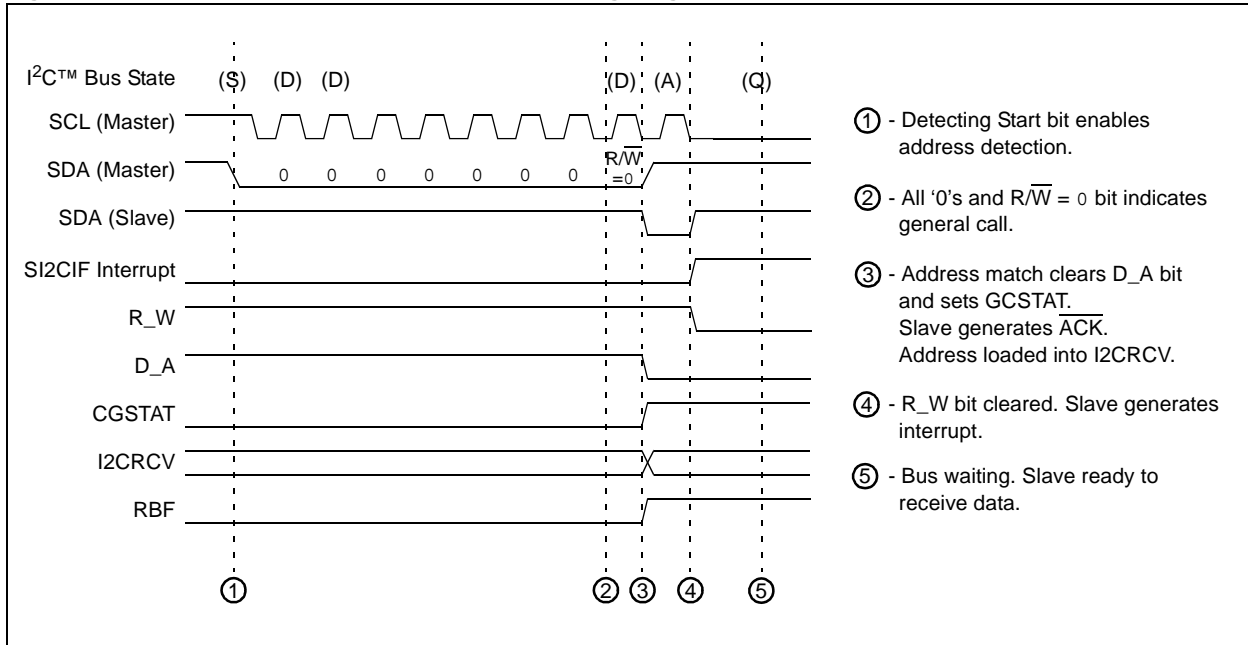 I2C™ Bus State (S) (D) (D) (D) (A) (Q)
SCL (Master)
SDA (Master) 0 0 0 0 0 0 0 R/W =0
SDA (Slave)
SI2CIF Interrupt
R_W
D_A
CGSTAT
I2CRCV
RBF
1 2 3 4 5
1 - Detecting Start bit enables
address detection.
2 - All ‘0’s and R/W = 0 bit indicates
general call.
3 - Address match clears D_A bit
and sets GCSTAT.
Slave generates ACK.
Address loaded into I2CRCV.
4 - R_W bit cleared. Slave generates
interrupt.
5 - Bus waiting. Slave ready to
receive data.